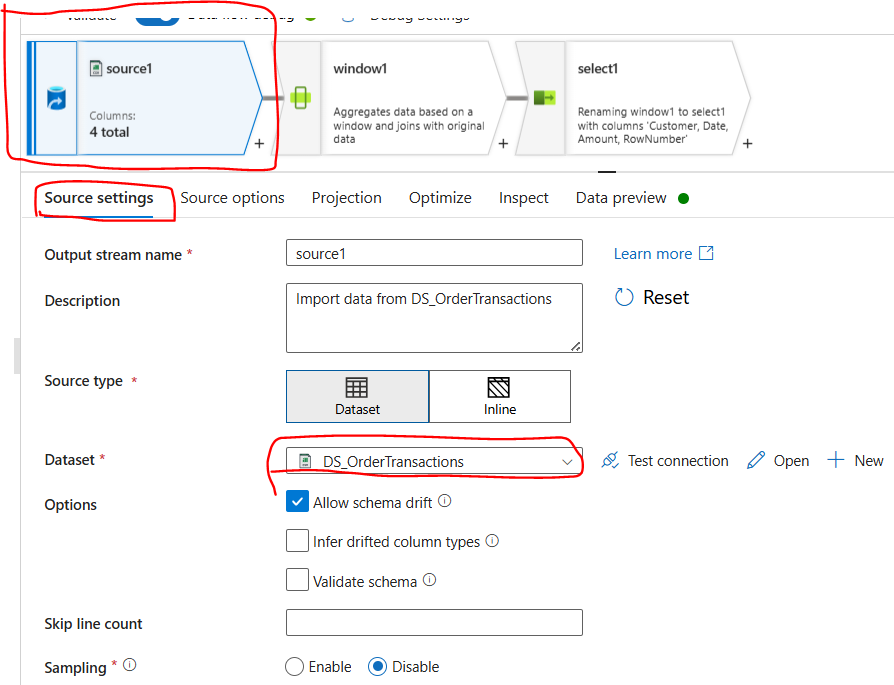 Validate Data flow debug Debug Settings
source1
Columns:
4 total
+
window1
Aggregates data based on a
window and joins with original
data
+
select1
Renaming window1 to select1
with columns 'Customer, Date,
Amount, RowNumber'
+
Source settings Source options Projection Optimize Inspect Data preview
Output stream name * source1 Learn more
Description Import data from DS_OrderTransactions Reset
Source type * Dataset Inline
Dataset * DS_OrderTransactions Test connection Open New
Options Allow schema drift
Infer drifted column types
Validate schema
Skip line count
Sampling * Enable Disable